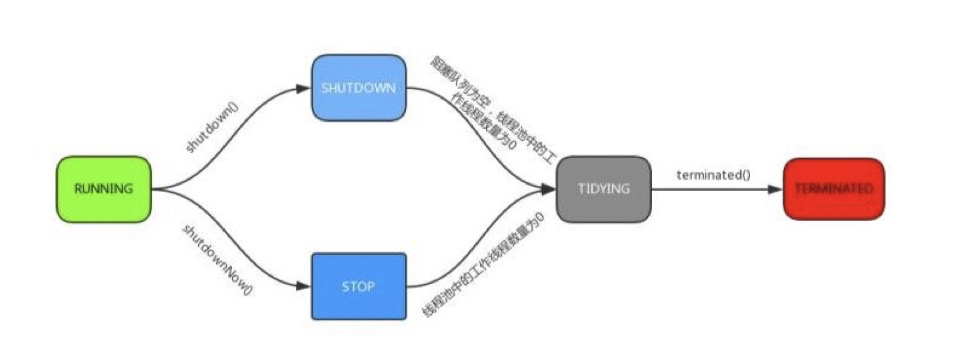 SHUTDOWN
阻塞队列为空，线程池中的工
作线程数量为0
shutdown()
RUNNING
TIDYING
terminated()
TERMINATED
shutdownNow()
STOP
线程池中的工作线程数量为0